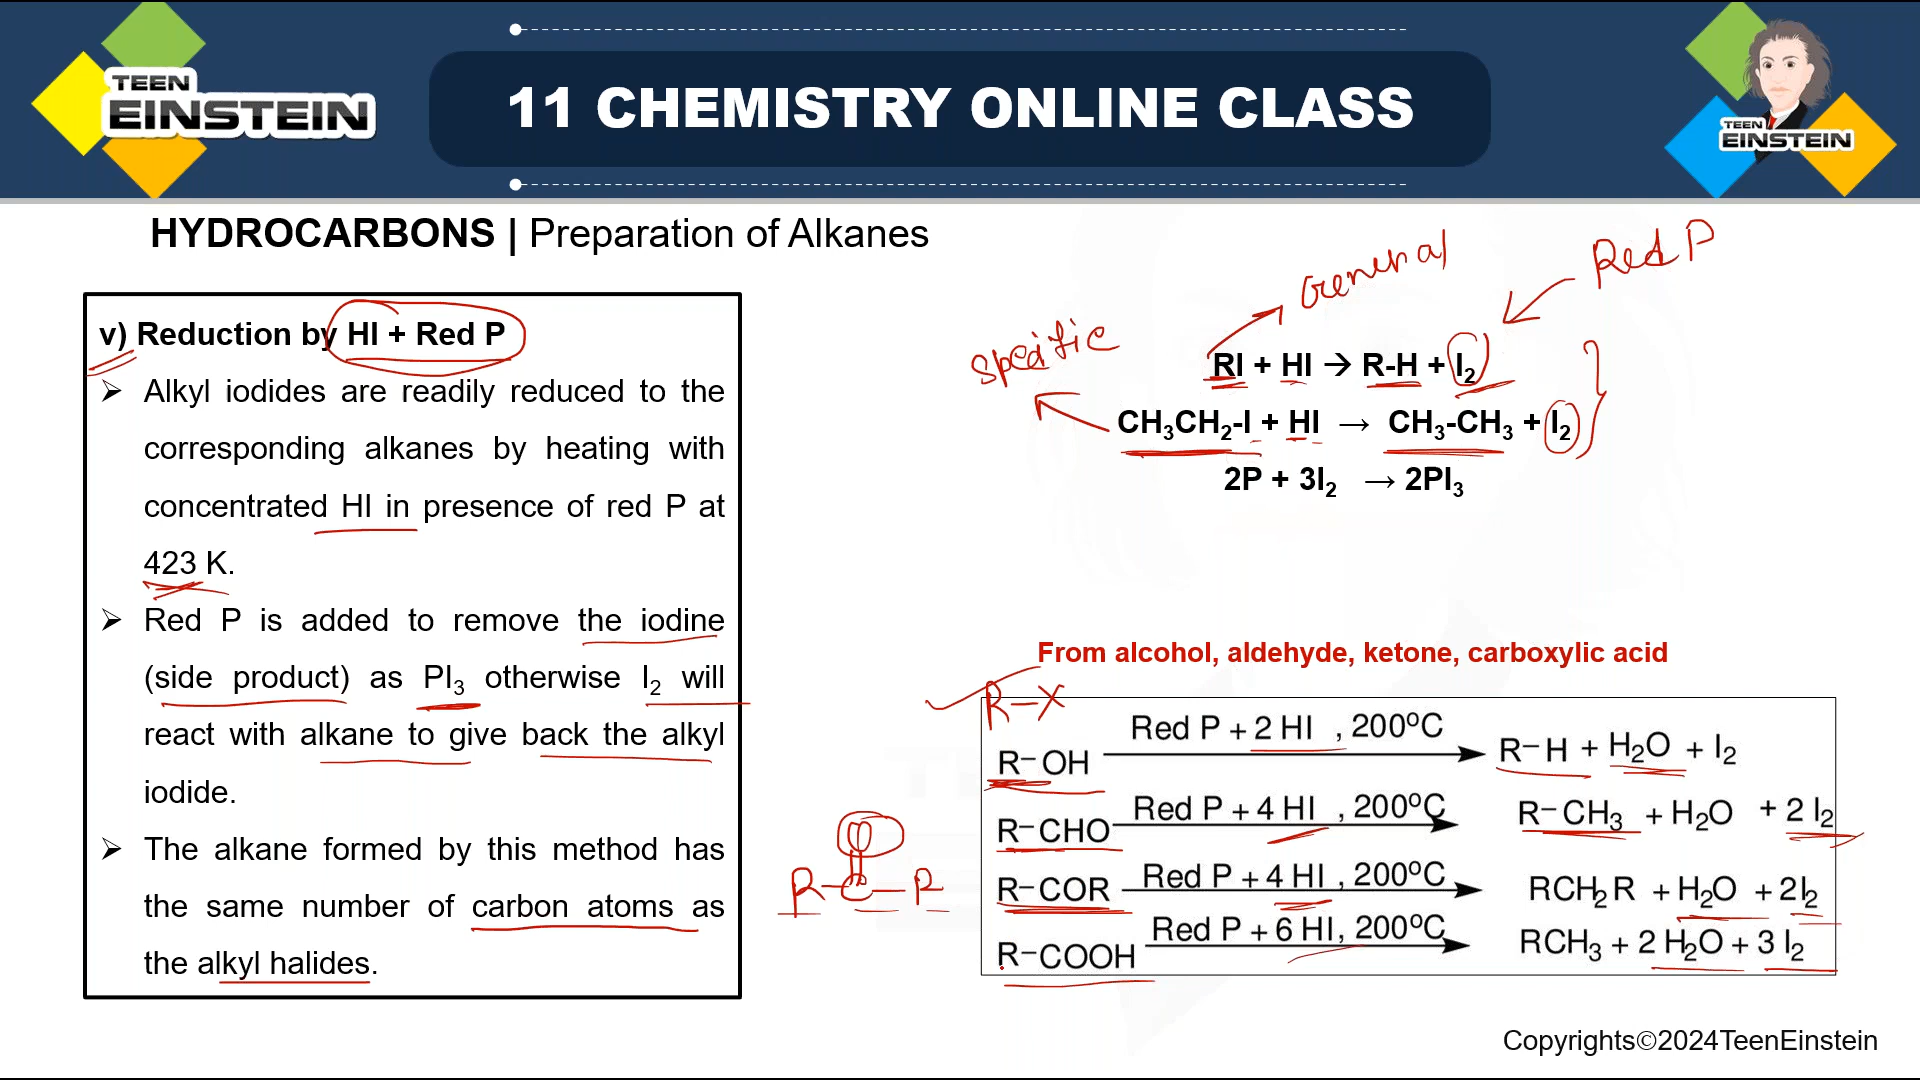 TEEN
EINSTEIN
11 CHEMISTRY ONLINE CLASS
TEEN
EINSTEIN
HYDROCARBONS | Preparation of Alkanes
v) Reduction by HI + Red P
➢ Alkyl iodides are readily reduced to the
corresponding alkanes by heating with
concentrated HI in presence of red P at
423 K.
➢ Red P is added to remove the iodine
(side product) as PI₃ otherwise I₂ will
react with alkane to give back the alkyl
iodide.
➢ The alkane formed by this method has
the same number of carbon atoms as
the alkyl halides.
General
Red P
Specific
RI + HI → R-H + I₂
CH₃CH₂-I + HI → CH₃-CH₃ + I₂
2P + 3I₂ → 2PI₃
From alcohol, aldehyde, ketone, carboxylic acid
R-X
R-OH Red P + 2 HI , 200⁰C R-H + H₂O + I₂
R-CHO Red P + 4 HI , 200⁰C R-CH₃ + H₂O + 2 I₂
R-COR Red P + 4 HI , 200⁰C RCH₂R + H₂O + 2I₂
R-COOH Red P + 6 HI, 200⁰C RCH₃ + 2 H₂O + 3 I₂
O
R-C-R
Copyrights©2024TeenEinstein